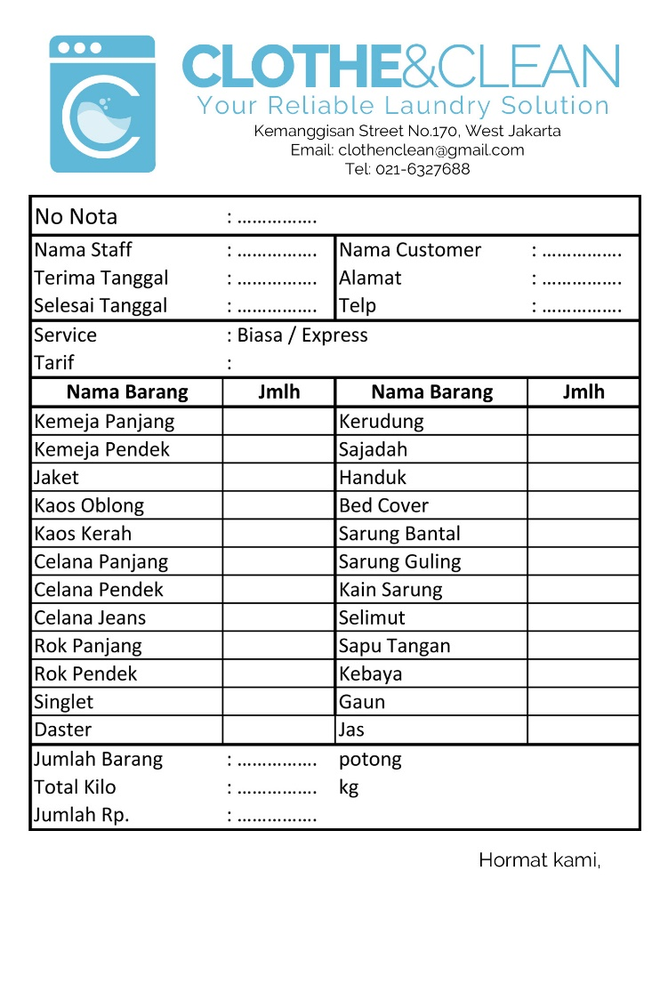 CLOTHE&CLEAN
Your Reliable Laundry Solution
Kemanggisan Street No.170, West Jakarta
Email: clothenclean@gmail.com
Tel: 021-6327688
No Nota : ................
Nama Staff : ................ Nama Customer : ................
Terima Tanggal : ................ Alamat : ................
Selesai Tanggal : ................ Telp : ................
Service : Biasa / Express
Tarif :
Nama Barang Jmlh Nama Barang Jmlh
Kemeja Panjang Kerudung
Kemeja Pendek Sajadah
Jaket Handuk
Kaos Oblong Bed Cover
Kaos Kerah Sarung Bantal
Celana Panjang Sarung Guling
Celana Pendek Kain Sarung
Celana Jeans Selimut
Rok Panjang Sapu Tangan
Rok Pendek Kebaya
Singlet Gaun
Daster Jas
Jumlah Barang : ................ potong
Total Kilo : ................ kg
Jumlah Rp. : ................
Hormat kami,